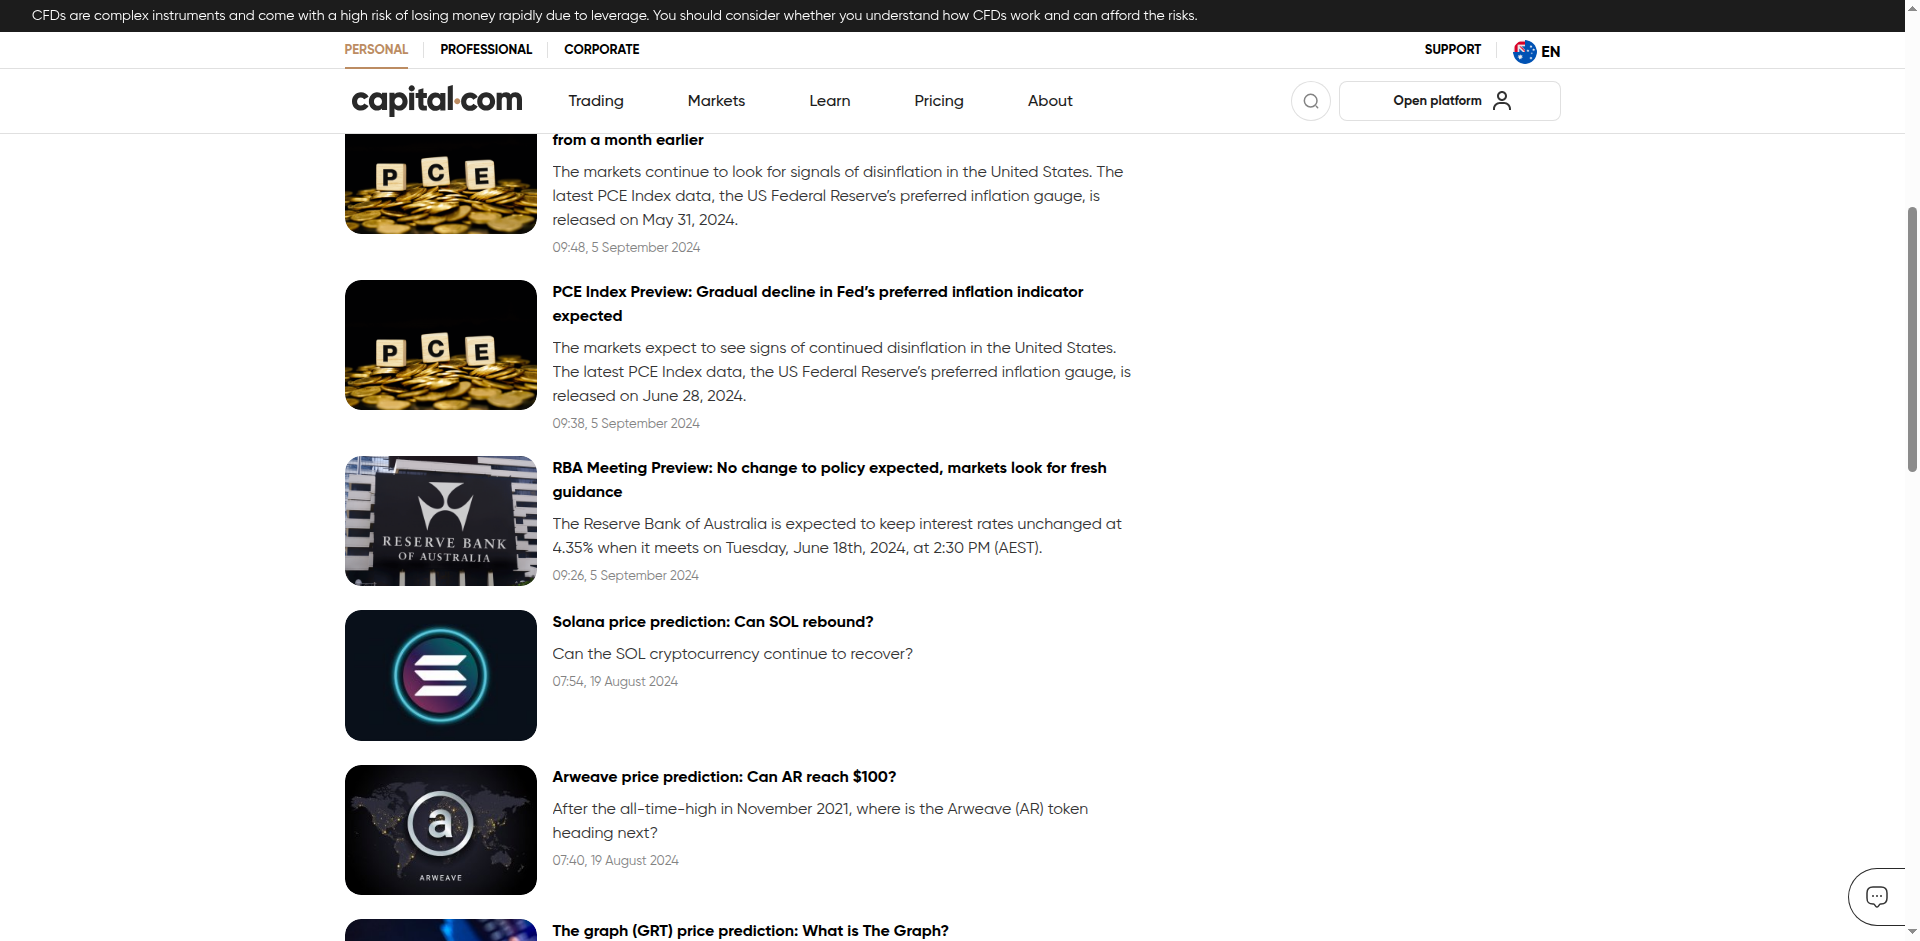 CFDs are complex instruments and come with a high risk of losing money rapidly due to leverage. You should consider whether you understand how CFDs work and can afford the risks.
PERSONAL
PROFESSIONAL
CORPORATE
SUPPORT
EN
capital.com
Trading
Markets
Learn
Pricing
About
Open platform
P C E
from a month earlier
The markets continue to look for signals of disinflation in the United States. The
latest PCE Index data, the US Federal Reserve’s preferred inflation gauge, is
released on May 31, 2024.
09:48, 5 September 2024
P C E
PCE Index Preview: Gradual decline in Fed’s preferred inflation indicator
expected
The markets expect to see signs of continued disinflation in the United States.
The latest PCE Index data, the US Federal Reserve’s preferred inflation gauge, is
released on June 28, 2024.
09:38, 5 September 2024
RESERVE BANK
OF AUSTRALIA
RBA Meeting Preview: No change to policy expected, markets look for fresh
guidance
The Reserve Bank of Australia is expected to keep interest rates unchanged at
4.35% when it meets on Tuesday, June 18th, 2024, at 2:30 PM (AEST).
09:26, 5 September 2024
Solana price prediction: Can SOL rebound?
Can the SOL cryptocurrency continue to recover?
07:54, 19 August 2024
a
ARWEAVE
Arweave price prediction: Can AR reach $100?
After the all-time-high in November 2021, where is the Arweave (AR) token
heading next?
07:40, 19 August 2024
The graph (GRT) price prediction: What is The Graph?